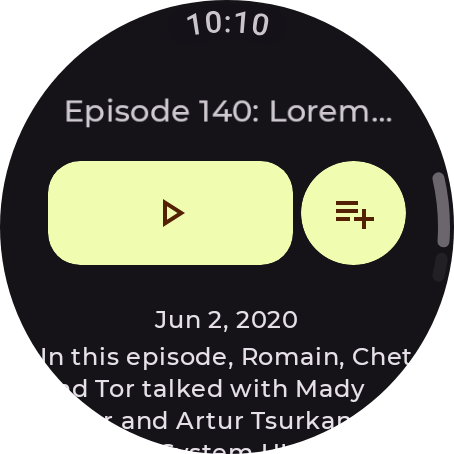 10:10
Episode 140: Lorem...
Jun 2, 2020
In this episode, Romain, Chet
Tor talked with Mady
and Artur Tsurkan
System